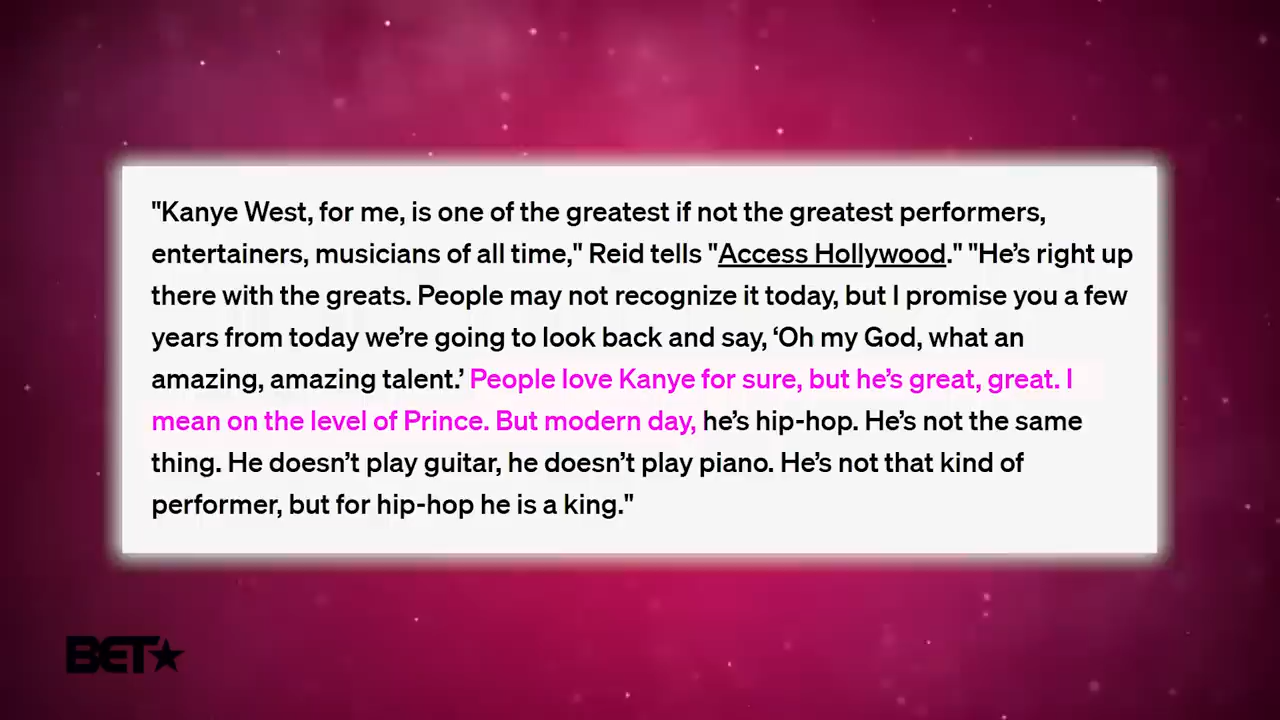 "Kanye West, for me, is one of the greatest if not the greatest performers,
entertainers, musicians of all time," Reid tells "Access Hollywood." "He’s right up
there with the greats. People may not recognize it today, but I promise you a few
years from today we’re going to look back and say, ‘Oh my God, what an
amazing, amazing talent.’ People love Kanye for sure, but he’s great, great. I
mean on the level of Prince. But modern day, he’s hip-hop. He’s not the same
thing. He doesn’t play guitar, he doesn’t play piano. He’s not that kind of
performer, but for hip-hop he is a king."
BET★